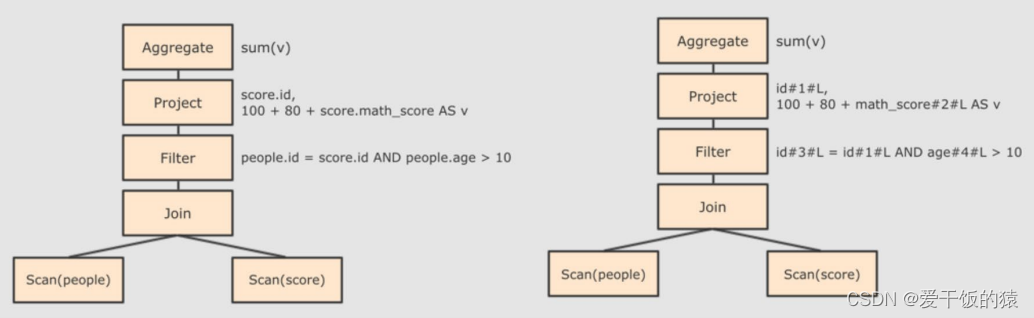 Aggregate sum(v)
Project score.id,
100 + 80 + score.math_score AS v
Filter people.id = score.id AND people.age > 10
Join
Scan(people) Scan(score)
Aggregate sum(v)
Project id#1#L,
100 + 80 + math_score#2#L AS v
Filter id#3#L = id#1#L AND age#4#L > 10
Join
Scan(people) Scan(score)
CSDN @爱干饭的猿